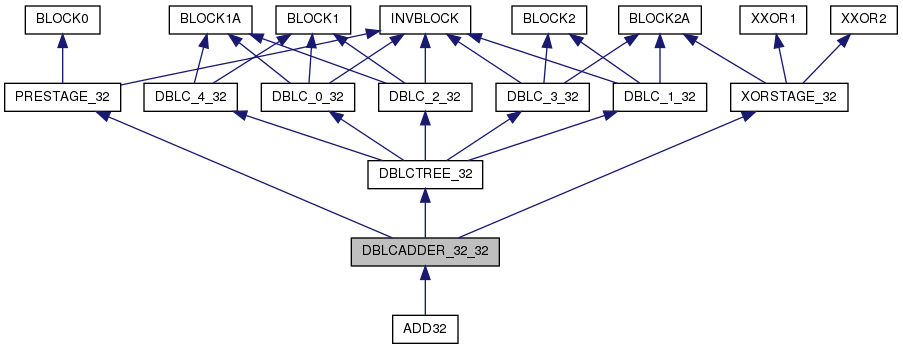 BLOCK0
BLOCK1A
BLOCK1
INVBLOCK
BLOCK2
BLOCK2A
XXOR1
XXOR2
PRESTAGE_32
DBLC_4_32
DBLC_0_32
DBLC_2_32
DBLC_3_32
DBLC_1_32
XORSTAGE_32
DBLCTREE_32
DBLCADDER_32_32
ADD32